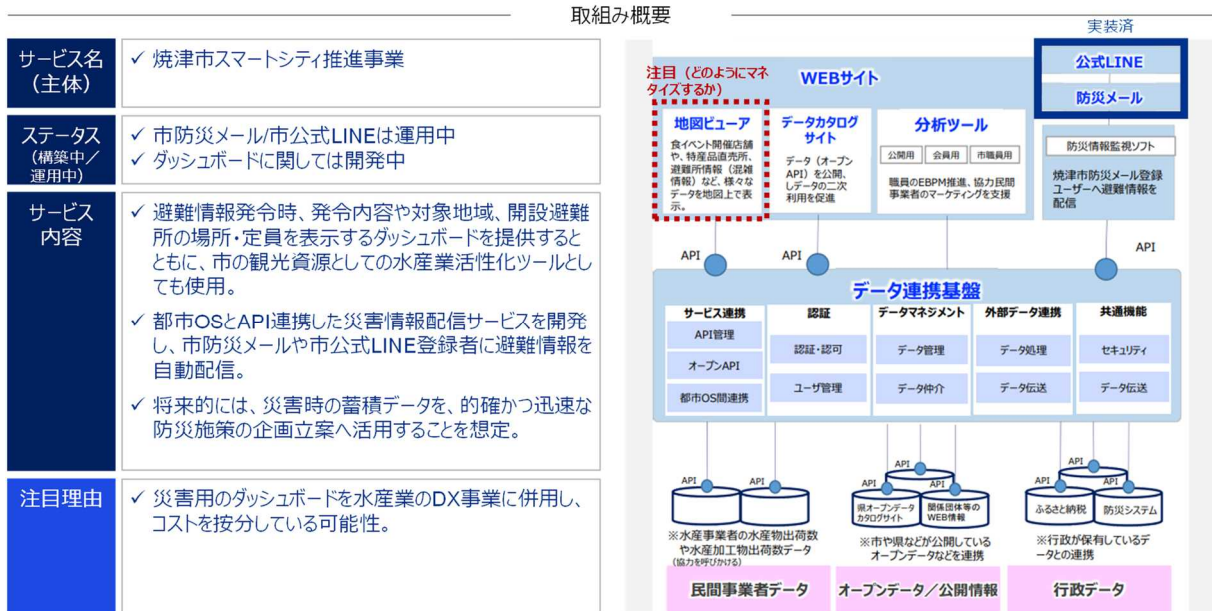 取組み概要
サービス名
（主体）
✓ 焼津市スマートシティ推進事業
ステータス
（構築中／
運用中）
✓ 市防災メール/市公式LINEは運用中
✓ ダッシュボードに関しては開発中
サービス
内容
✓ 避難情報発令時、発令内容や対象地域、開設避難
所の場所・定員を表示するダッシュボードを提供すると
ともに、市の観光資源としての水産業活性化ツールとし
ても使用。
✓ 都市OSとAPI連携した災害情報配信サービスを開発
し、市防災メールや市公式LINE登録者に避難情報を
自動配信。
✓ 将来的には、災害時の蓄積データを、的確かつ迅速な
防災施策の企画立案へ活用することを想定。
注目理由
✓ 災害用のダッシュボードを水産業のDX事業に併用し、
コストを按分している可能性。
実装済
公式LINE
防災メール
注目（どのようにマネ
タイズするか）
WEBサイト
地図ビューア
食イベント開催店舗
や、特産品直売所、
避難所情報（混雑
情報）など、様々な
データを地図上で表
示。
データカタログ
サイト
データ（オープン
API）を公開
しデータの二次
利用を促進
分析ツール
公開用
会員用
市職員用
職員のEBPM推進、協力民間
事業者のマーケティングを支援
防災情報監視ソフト
焼津市防災メール登録
ユーザーへ避難情報を
配信
API
API
API
データ連携基盤
サービス連携
API管理
オープンAPI
都市OS間連携
認証
認証・認可
ユーザ管理
データマネジメント
データ管理
データ仲介
外部データ連携
データ処理
データ伝送
共通機能
セキュリティ
データ伝送
API
API
API
API
API
API
API
API
県オープンデータ
カタログサイト
関係団体等の
WEB情報
ふるさと納税
防災システム
※水産事業者の水産物出荷数
や水産加工物出荷数データ
（協力を呼びかける）
※市や県などが公開している
オープンデータなどを連携
※行政が保有しているデ
ータとの連携
民間事業者データ
オープンデータ／公開情報
行政データ